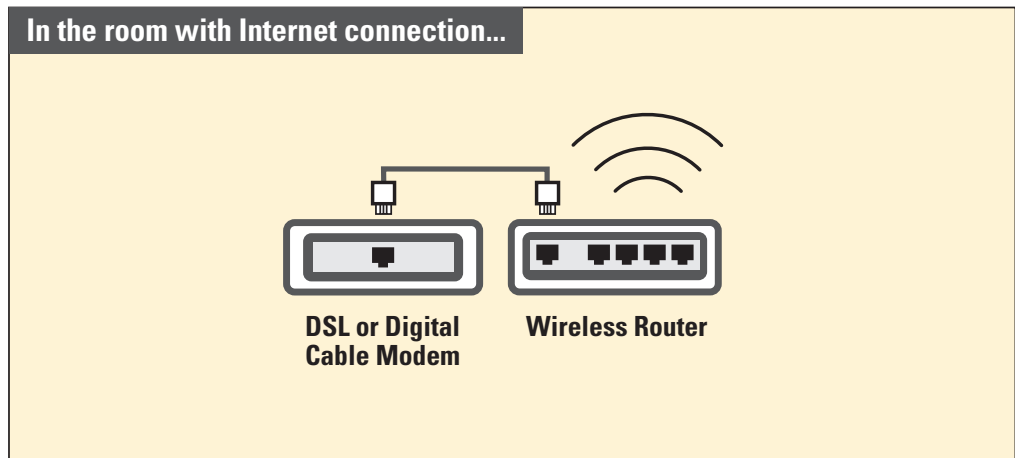 In the room with Internet connection...
DSL or Digital
Cable Modem
Wireless Router